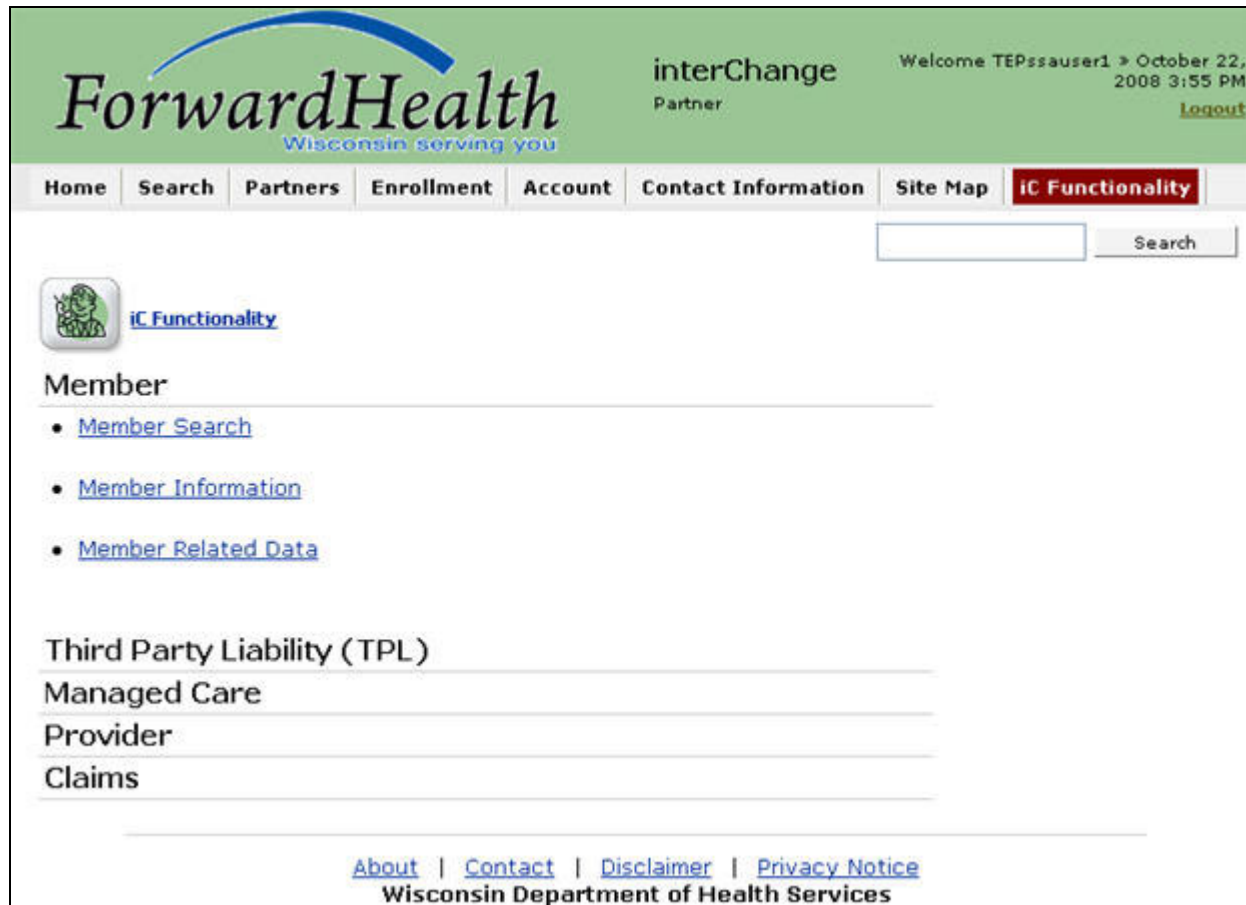 ForwardHealth
Wisconsin serving you
interChange
Partner
Welcome TEPssauser1 » October 22,
2008 3:55 PM
Logout
Home Search Partners Enrollment Account Contact Information Site Map iC Functionality
Search
iC Functionality
Member
• Member Search
• Member Information
• Member Related Data
Third Party Liability (TPL)
Managed Care
Provider
Claims
About | Contact | Disclaimer | Privacy Notice
Wisconsin Department of Health Services